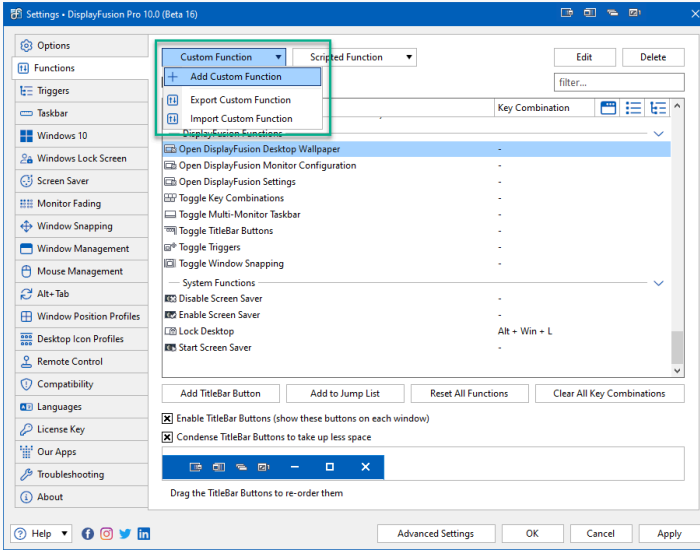 Settings • DisplayFusion Pro 10.0 (Beta 16)
Options
Functions
Triggers
Taskbar
Windows 10
Windows Lock Screen
Screen Saver
Monitor Fading
Window Snapping
Window Management
Mouse Management
Alt+Tab
Window Position Profiles
Desktop Icon Profiles
Remote Control
Compatibility
Languages
License Key
Our Apps
Troubleshooting
About
Custom Function
Scripted Function
Edit
Delete
Add Custom Function
Export Custom Function
Import Custom Function
filter...
Key Combination
DisplayFusion Functions
Open DisplayFusion Desktop Wallpaper -
Open DisplayFusion Monitor Configuration -
Open DisplayFusion Settings -
Toggle Key Combinations -
Toggle Multi-Monitor Taskbar -
Toggle TitleBar Buttons -
Toggle Triggers -
Toggle Window Snapping -
System Functions
Disable Screen Saver -
Enable Screen Saver -
Lock Desktop Alt + Win + L
Start Screen Saver -
Add TitleBar Button
Add to Jump List
Reset All Functions
Clear All Key Combinations
Enable TitleBar Buttons (show these buttons on each window)
Condense TitleBar Buttons to take up less space
Drag the TitleBar Buttons to re-order them
Help
Advanced Settings
OK
Cancel
Apply